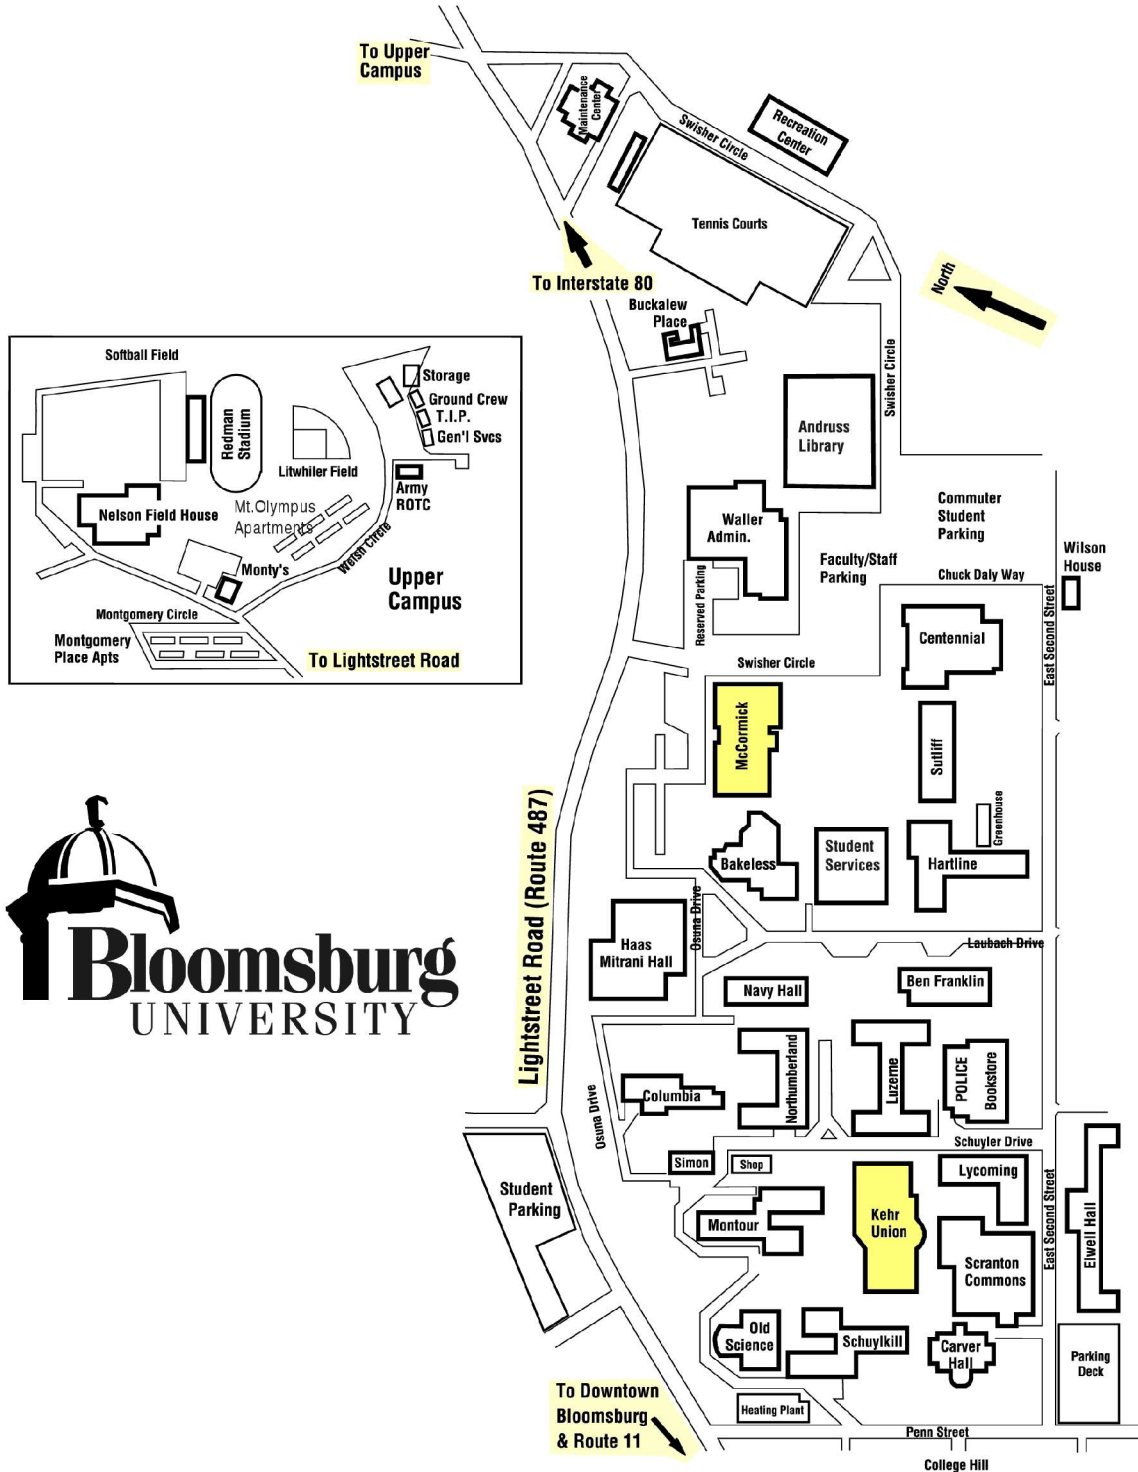 To Upper
Campus
Maintenance
Center
Swisher Circle
Recreation
Center
Tennis Courts
North
To Interstate 80
Buckalew
Place
Swisher Circle
Andruss
Library
Softball Field
Storage
Ground Crew
T.I.P.
Gen'l Svcs
Redman
Stadium
Litwhiler Field
Army
ROTC
Nelson Field House
Mt.Olympus
Apartments
Welsh Circle
Monty's
Upper
Campus
Montgomery Circle
Montgomery
Place Apts
To Lightstreet Road
Waller
Admin.
Commuter
Student
Parking
Faculty/Staff
Parking
Wilson
House
Chuck Daly Way
Reserved Parking
East Second Street
Centennial
Swisher Circle
McCormick
Sutliff
Greenhouse
Lightstreet Road (Route 487)
Bakeless
Student
Services
Hartline
Osuna Drive
Haas
Mitrani Hall
Laubach Drive
Bloomsburg
UNIVERSITY
Navy Hall
Ben Franklin
Northumberland
Luzerne
POLICE
Bookstore
Columbia
Osuna Drive
Schuyler Drive
Simon
Shop
Lycoming
Student
Parking
Montour
Kehr
Union
East Second Street
Elwell Hall
Scranton
Commons
Old
Science
Schuylkill
Carver
Hall
Parking
Deck
To Downtown
Bloomsburg
& Route 11
Heating Plant
Penn Street
College Hill